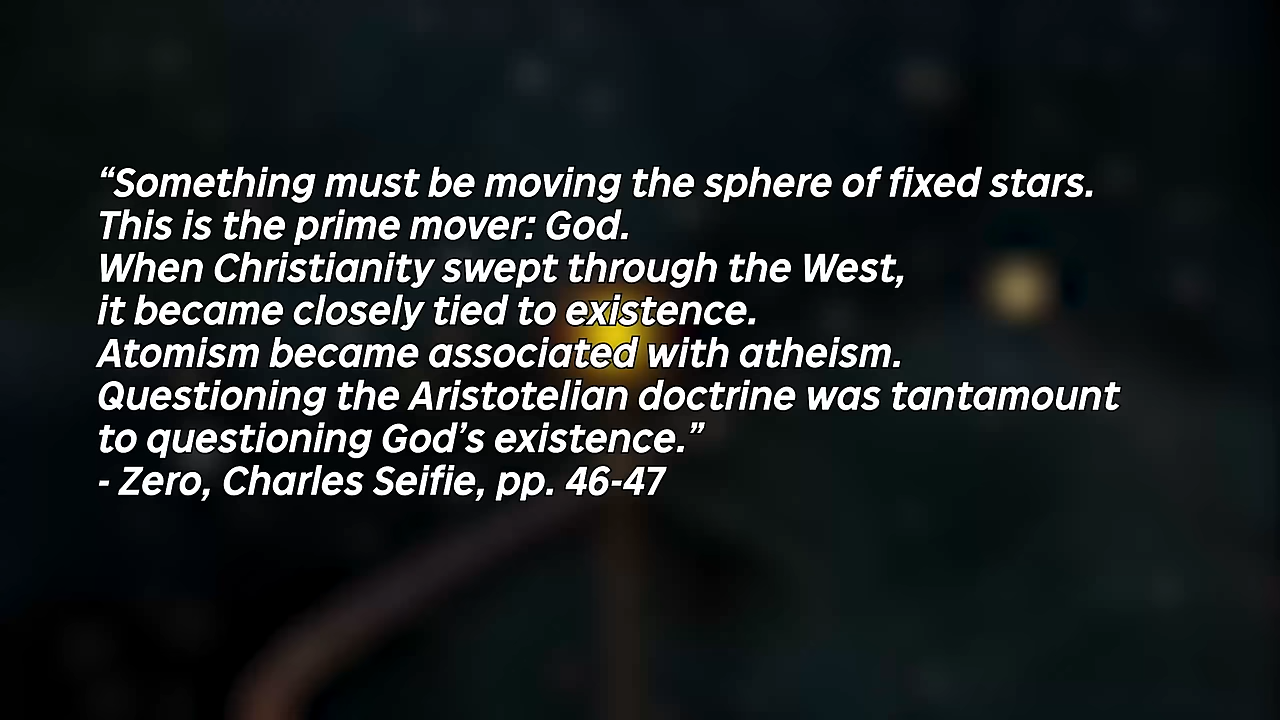 “Something must be moving the sphere of fixed stars.
This is the prime mover: God.
When Christianity swept through the West,
it became closely tied to existence.
Atomism became associated with atheism.
Questioning the Aristotelian doctrine was tantamount
to questioning God’s existence.”
- Zero, Charles Seifie, pp. 46-47